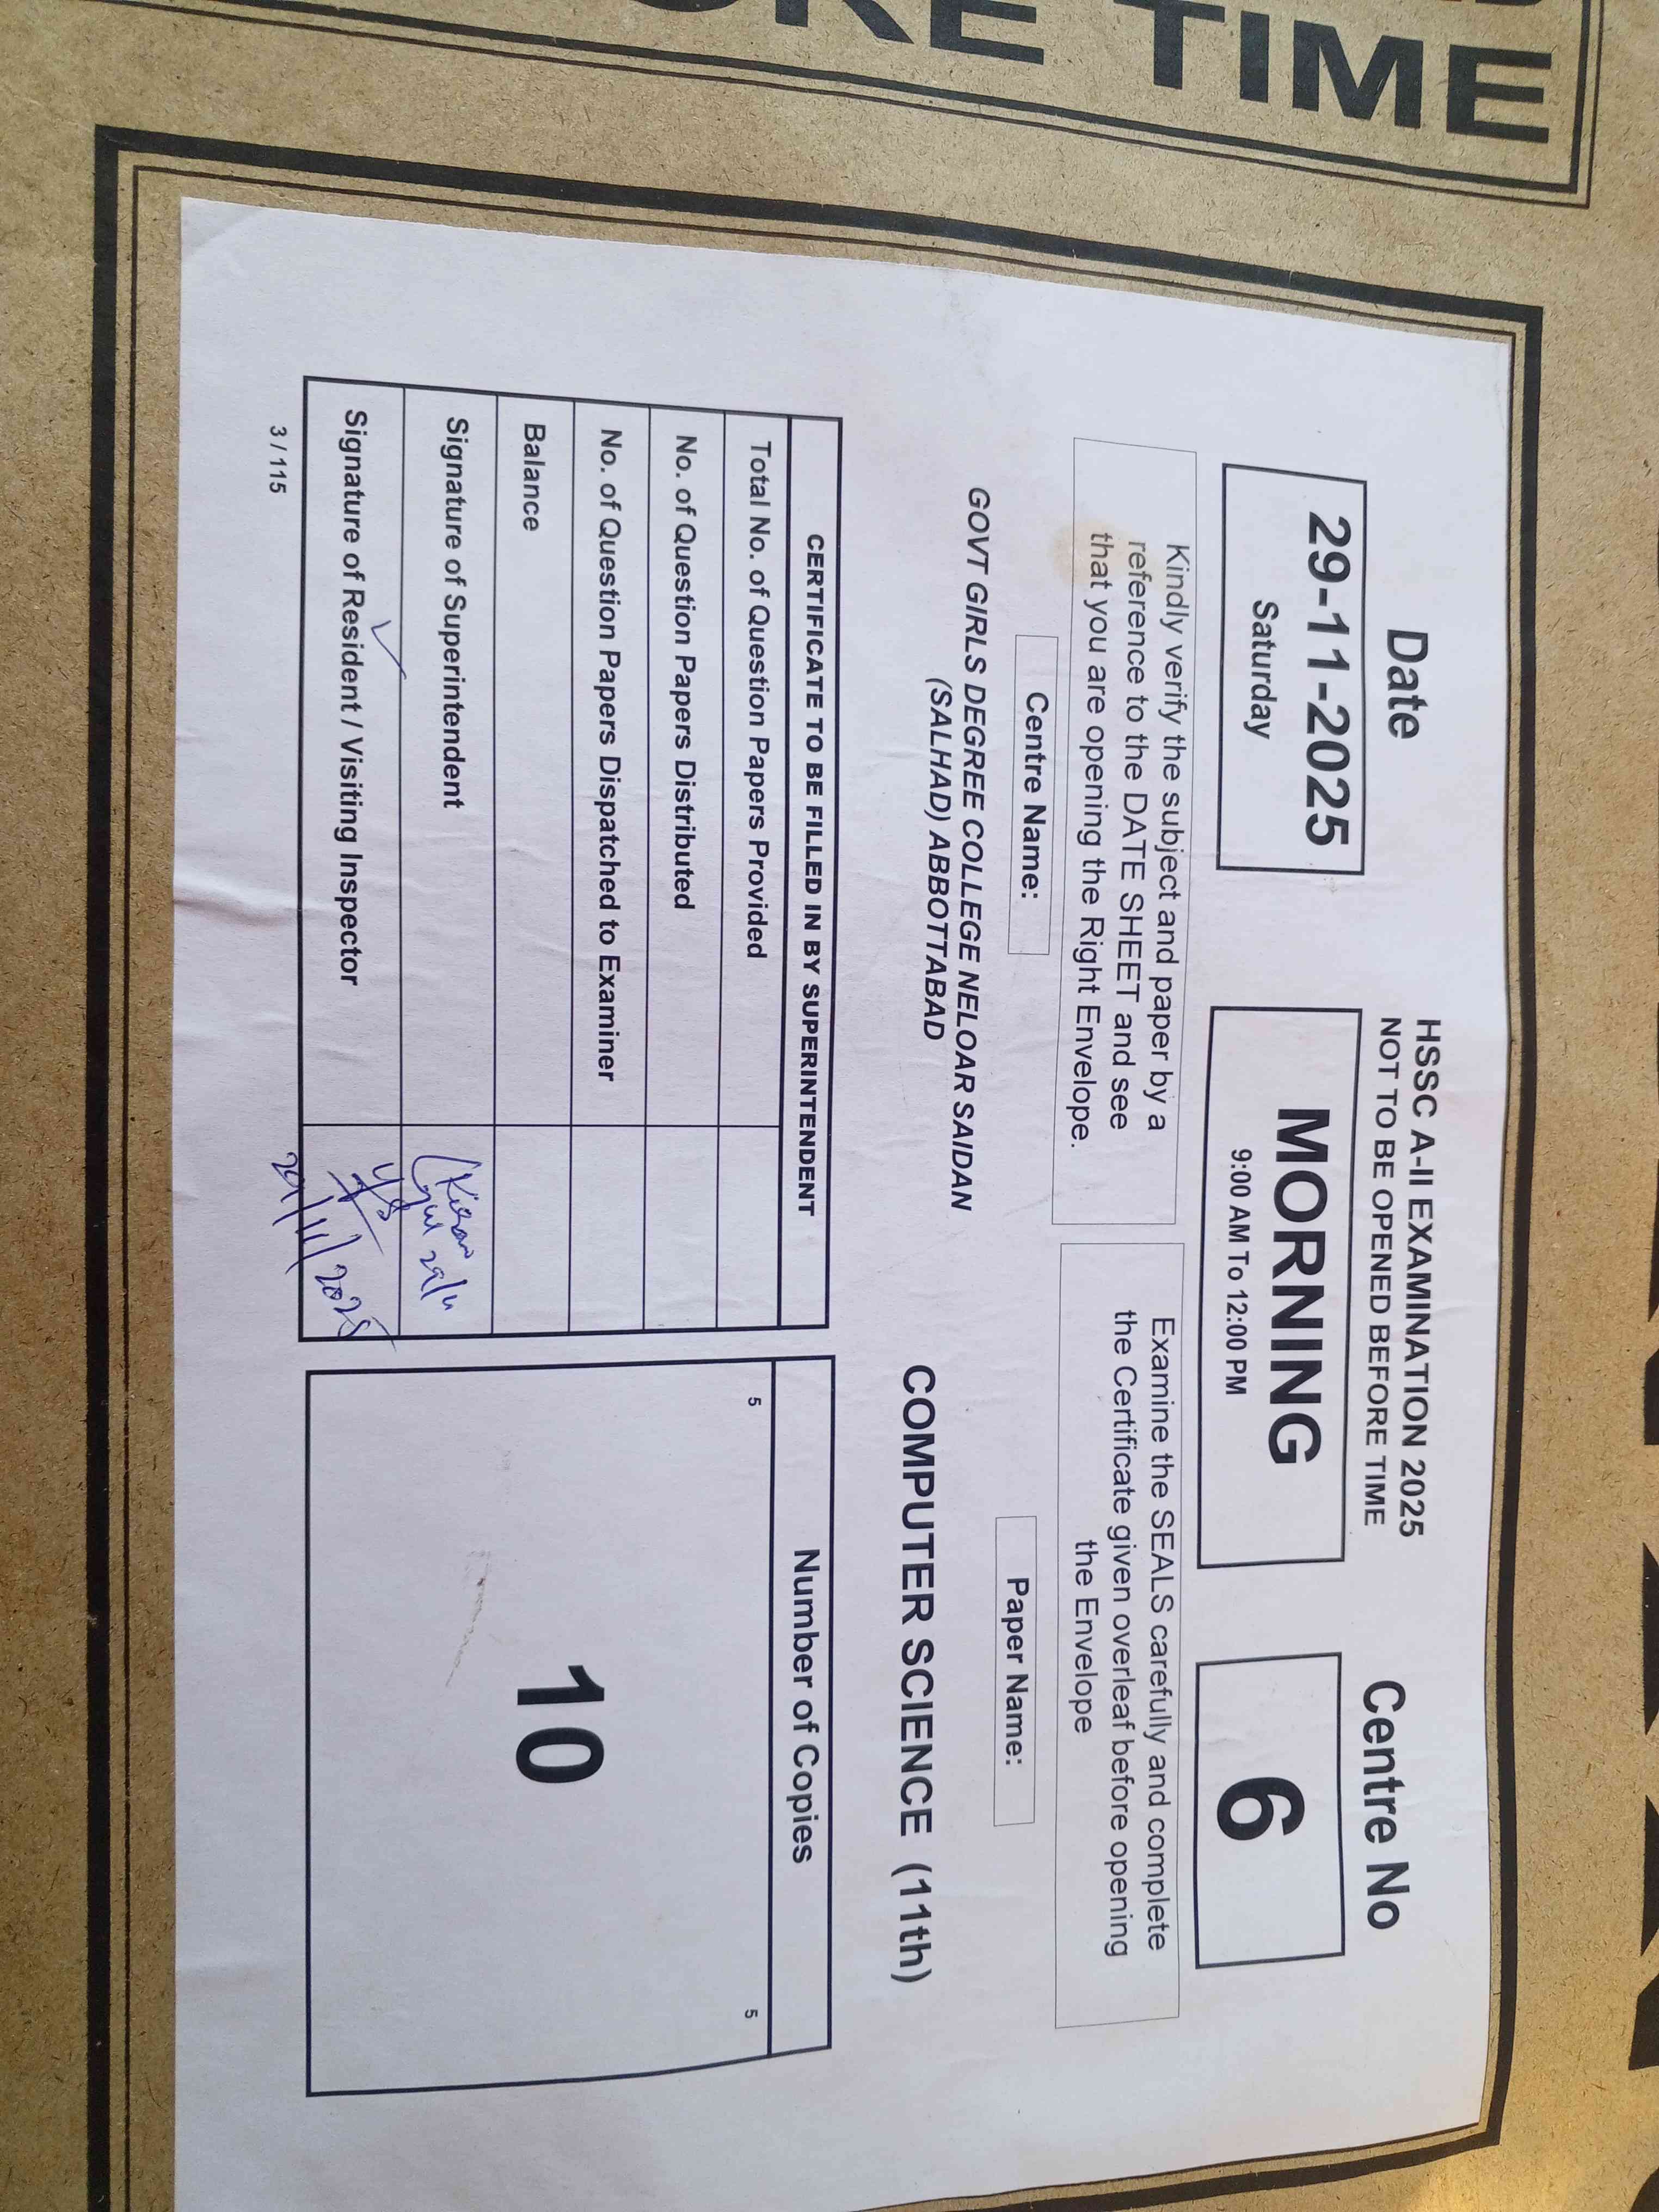 ORE TIME
Date
29-11-2025
Saturday
HSSC A-II EXAMINATION 2025
NOT TO BE OPENED BEFORE TIME
MORNING
9:00 AM To 12:00 PM
Centre No
6
Kindly verify the subject and paper by a
reference to the DATE SHEET and see
that you are opening the Right Envelope.
Examine the SEALS carefully and complete
the Certificate given overleaf before opening
the Envelope
Centre Name:
GOVT GIRLS DEGREE COLLEGE NELOAR SAIDAN
(SALHAD) ABBOTTABAD
Paper Name:
COMPUTER SCIENCE (11th)
CERTIFICATE TO BE FILLED IN BY SUPERINTENDENT
Total No. of Question Papers Provided
No. of Question Papers Distributed
No. of Question Papers Dispatched to Examiner
Balance
Signature of Superintendent
Signature of Resident / Visiting Inspector
29/11/2025
3 / 115
Number of Copies
5 5
10